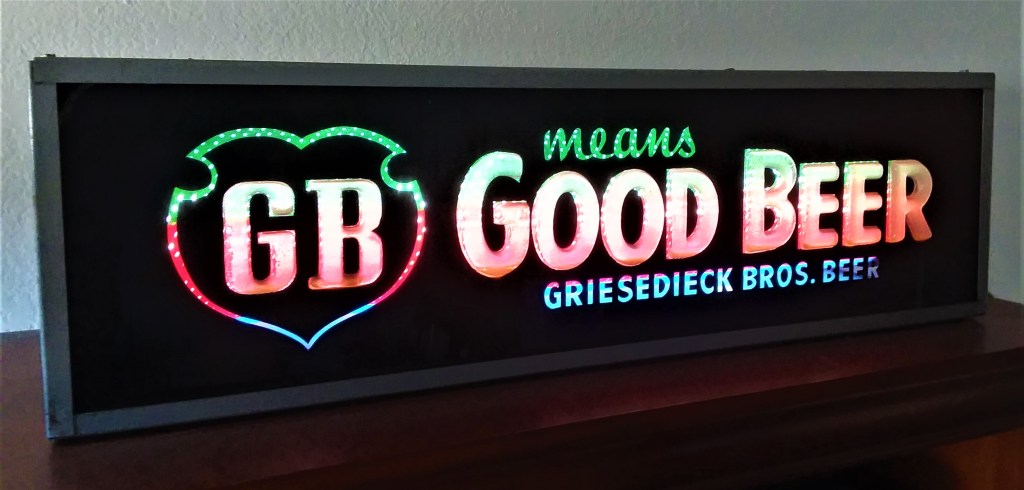 GB
means
GOOD BEER
GRIESEDIECK BROS. BEER